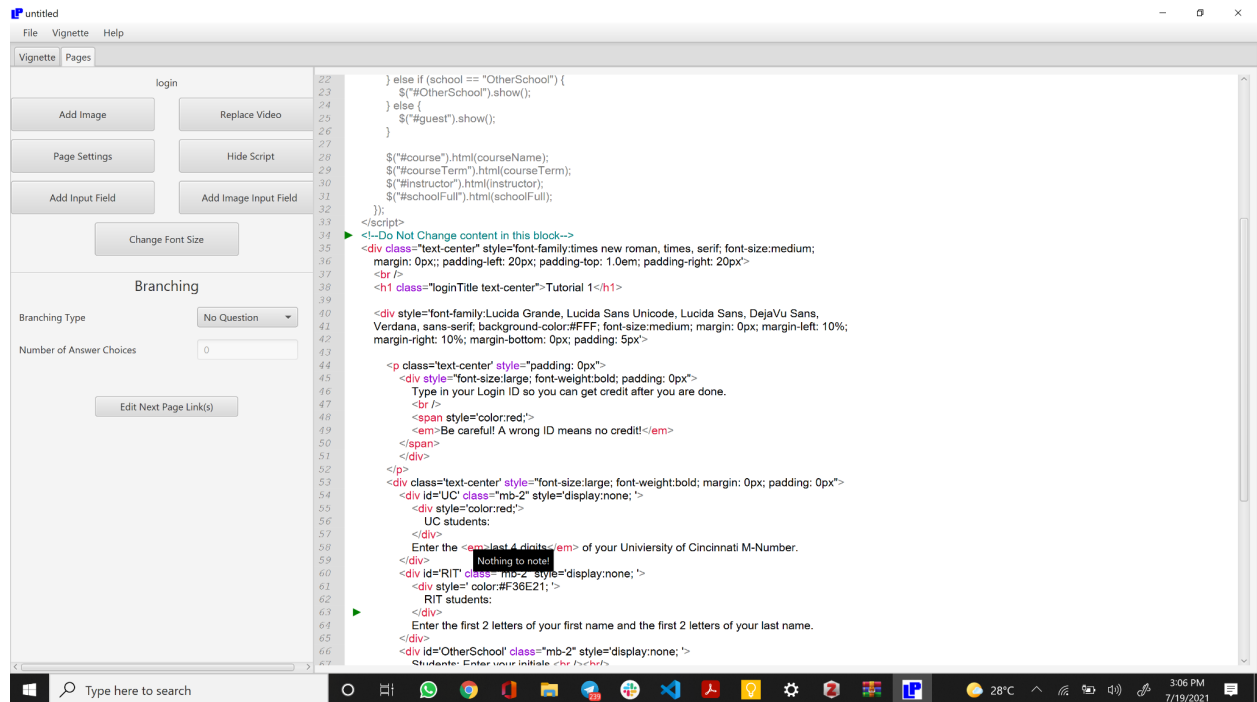 untitled
File Vignette Help
Vignette Pages
login
Add Image Replace Video
Page Settings Hide Script
Add Input Field Add Image Input Field
Change Font Size
Branching
Branching Type No Question
Number of Answer Choices 0
Edit Next Page Link(s)
22 } else if (school == "OtherSchool") {
23 $("#OtherSchool").show();
24 } else {
25 $("#guest").show();
26 }
27
28 $("#course").html(courseName);
29 $("#courseTerm").html(courseTerm);
30 $("#instructor").html(instructor);
31 $("#schoolFull").html(schoolFull);
32 });
33 </script>
34 <!--Do Not Change content in this block-->
35 <div class="text-center" style='font-family:times new roman, times, serif; font-size:medium;
36 margin: 0px;; padding-left: 20px; padding-top: 1.0em; padding-right: 20px'>
37 <br />
38 <h1 class="loginTitle text-center">Tutorial 1</h1>
39
40 <div style='font-family:Lucida Grande, Lucida Sans Unicode, Lucida Sans, DejaVu Sans,
41 Verdana, sans-serif; background-color:#FFF; font-size:medium; margin: 0px; margin-left: 10%;
42 margin-right: 10%; margin-bottom: 0px; padding: 5px'>
43
44 <p class='text-center' style="padding: 0px">
45 <div style="font-size:large; font-weight:bold; padding: 0px">
46 Type in your Login ID so you can get credit after you are done.
47 <br />
48 <span style='color:red;'>
49 <em>Be careful! A wrong ID means no credit!</em>
50 </span>
51 </div>
52 </p>
53 <div class='text-center' style="font-size:large; font-weight:bold; margin: 0px; padding: 0px">
54 <div id='UC' class="mb-2" style='display:none; '>
55 <div style='color:red;'>
56 UC students:
57 </div>
58 Enter the <em>last 4 digits</em> of your Univiersity of Cincinnati M-Number.
59 </div>
Nothing to note!
60 <div id='RIT' class="mb-2" style='display:none; '>
61 <div style=' color:#F36E21; '>
62 RIT students:
63 </div>
64 Enter the first 2 letters of your first name and the first 2 letters of your last name.
65 </div>
66 <div id='OtherSchool' class="mb-2" style='display:none; '>
67 Students: Enter your initials <br /><br/>
Type here to search
239
28°C
3:06 PM
7/19/2021